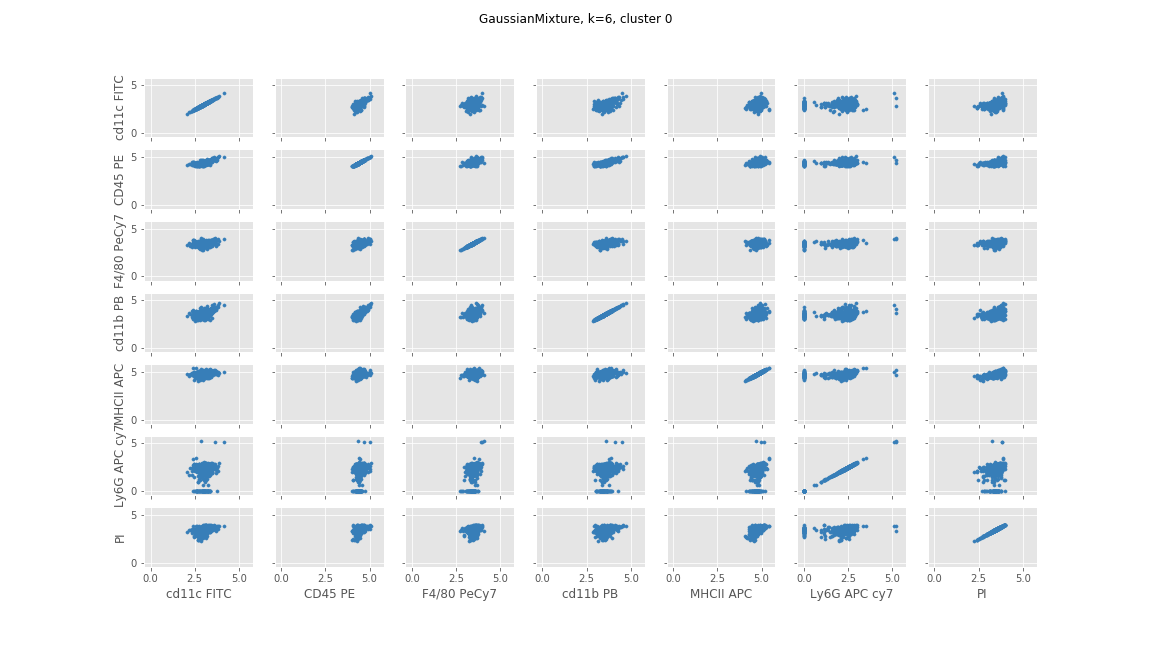 GaussianMixture, k=6, cluster 0
cd11c FITC
5
0
CD45 PE
5
0
F4/80 PeCy7
5
0
cd11b PB
5
0
MHCII APC
5
0
Ly6G APC cy7
5
0
PI
5
0
0.0 2.5 5.0 0.0 2.5 5.0 0.0 2.5 5.0 0.0 2.5 5.0 0.0 2.5 5.0 0.0 2.5 5.0 0.0 2.5 5.0
cd11c FITC CD45 PE F4/80 PeCy7 cd11b PB MHCII APC Ly6G APC cy7 PI